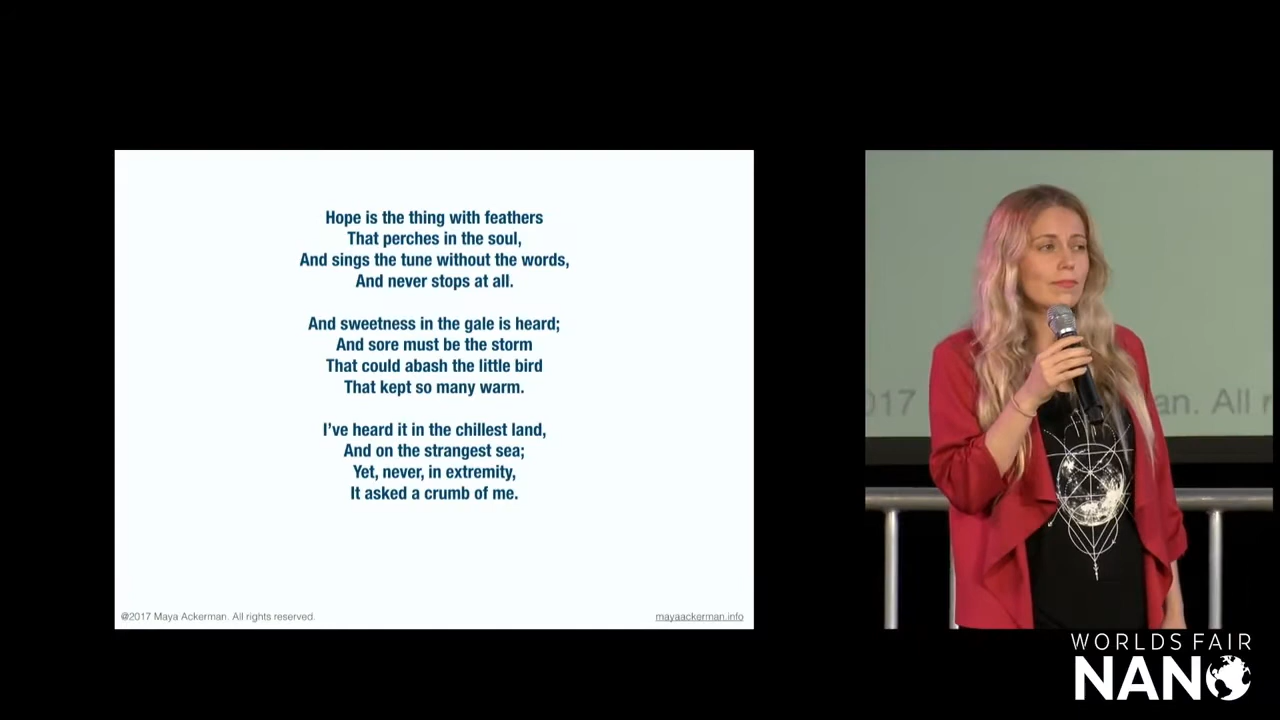 Hope is the thing with feathers
That perches in the soul,
And sings the tune without the words,
And never stops at all.
And sweetness in the gale is heard;
And sore must be the storm
That could abash the little bird
That kept so many warm.
I've heard it in the chillest land,
And on the strangest sea;
Yet, never, in extremity,
It asked a crumb of me.
@2017 Maya Ackerman. All rights reserved.
mayaackerman.info
017
an. All r
WORLDS FAIR
NANO